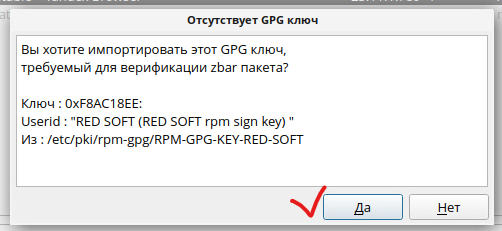 Отсутствует GPG ключ
Вы хотите импортировать этот GPG ключ,
требуемый для верификации zbar пакета?
Ключ : 0xF8AC18EE:
Userid : "RED SOFT (RED SOFT rpm sign key) "
Из : /etc/pki/rpm-gpg/RPM-GPG-KEY-RED-SOFT
Да
Нет